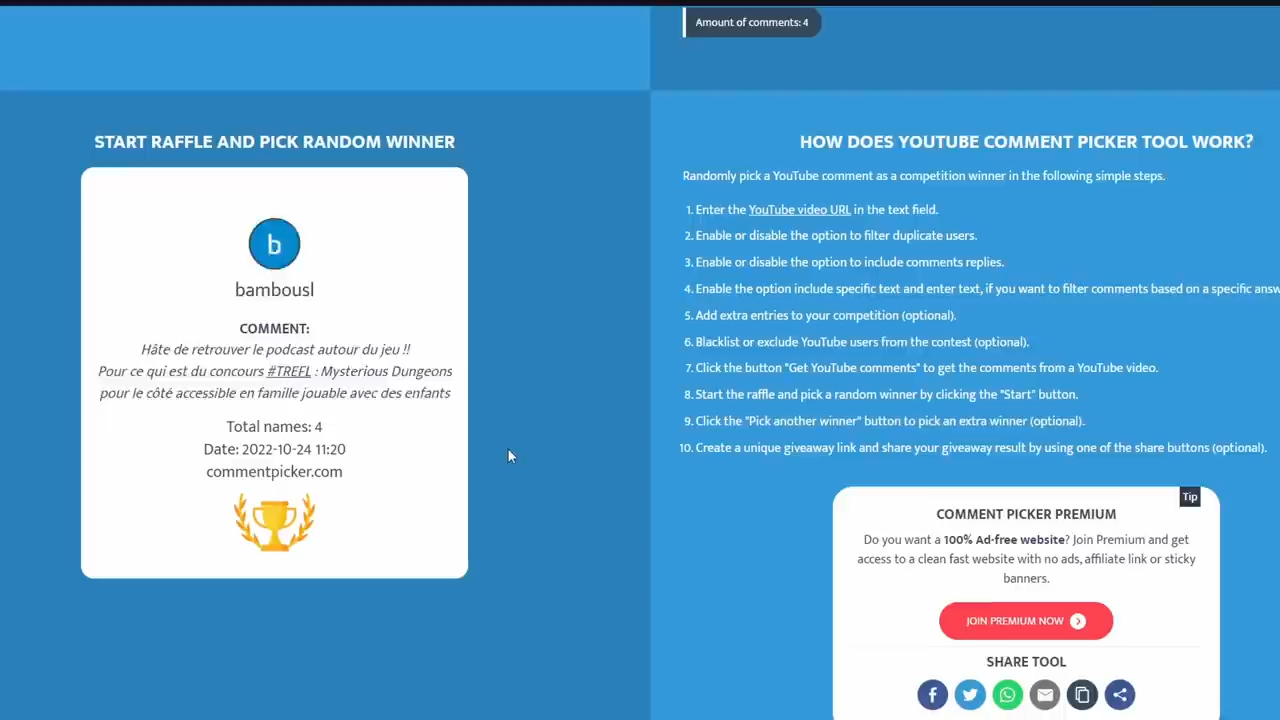 Amount of comments: 4
START RAFFLE AND PICK RANDOM WINNER
b
bambousl
COMMENT:
Hâte de retrouver le podcast autour du jeu !!
Pour ce qui est du concours #TREFL : Mysterious Dungeons
pour le côté accessible en famille jouable avec des enfants
Total names: 4
Date: 2022-10-24 11:20
commentpicker.com
HOW DOES YOUTUBE COMMENT PICKER TOOL WORK?
Randomly pick a YouTube comment as a competition winner in the following simple steps.
1. Enter the YouTube video URL in the text field.
2. Enable or disable the option to filter duplicate users.
3. Enable or disable the option to include comments replies.
4. Enable the option include specific text and enter text, if you want to filter comments based on a specific answ
5. Add extra entries to your competition (optional).
6. Blacklist or exclude YouTube users from the contest (optional).
7. Click the button "Get YouTube comments" to get the comments from a YouTube video.
8. Start the raffle and pick a random winner by clicking the "Start" button.
9. Click the "Pick another winner" button to pick an extra winner (optional).
10. Create a unique giveaway link and share your giveaway result by using one of the share buttons (optional).
Tip
COMMENT PICKER PREMIUM
Do you want a 100% Ad-free website? Join Premium and get
access to a clean fast website with no ads, affiliate link or sticky
banners.
JOIN PREMIUM NOW
SHARE TOOL